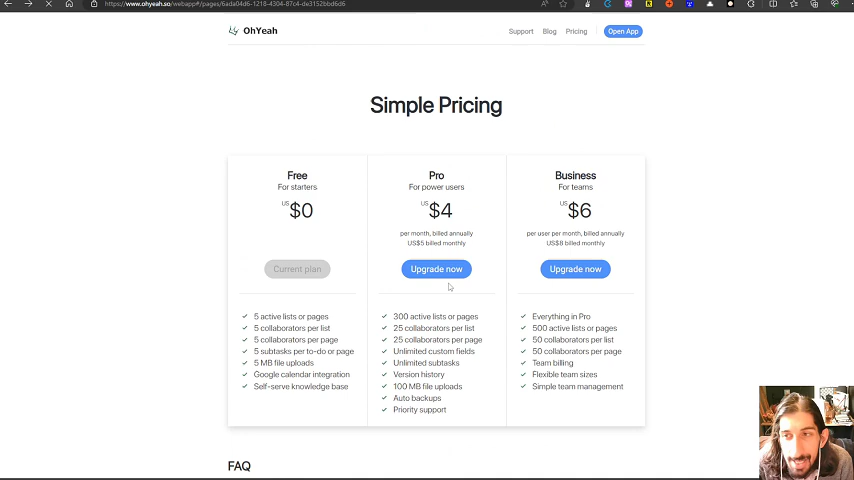 https://www.ohyeah.so/webapp#/pages/6ada04d6-1218-4304-87c4-de3152bbd6d6
OhYeah
Support
Blog
Pricing
Open App
Simple Pricing
Free
For starters
US$0
Current plan
5 active lists or pages
5 collaborators per list
5 collaborators per page
5 subtasks per to-do or page
5 MB file uploads
Google calendar integration
Self-serve knowledge base
Pro
For power users
US$4
per month, billed annually
US$5 billed monthly
Upgrade now
300 active lists or pages
25 collaborators per list
25 collaborators per page
Unlimited custom fields
Unlimited subtasks
Version history
100 MB file uploads
Auto backups
Priority support
Business
For teams
US$6
per user per month, billed annually
US$8 billed monthly
Upgrade now
Everything in Pro
500 active lists or pages
50 collaborators per list
50 collaborators per page
Team billing
Flexible team sizes
Simple team management
FAQ